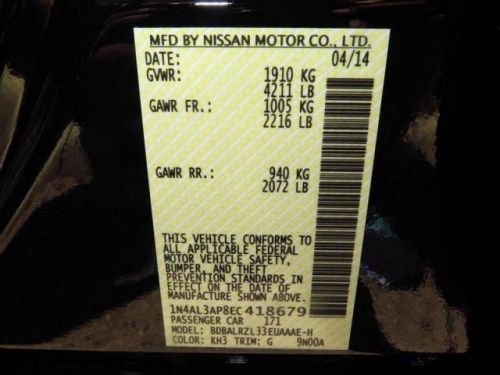 MFD BY NISSAN MOTOR CO., LTD.
DATE: 04/14
GVWR: 1910 KG
4211 LB
GAWR FR.: 1005 KG
2216 LB
GAWR RR.: 940 KG
2072 LB
THIS VEHICLE CONFORMS TO
ALL APPLICABLE FEDERAL
MOTOR VEHICLE SAFETY,
BUMPER, AND THEFT
PREVENTION STANDARDS IN
EFFECT ON THE DATE OF
MANUFACTURE SHOWN ABOVE.
1N4AL3AP8EC418679
PASSENGER CAR 171
MODEL: BDBALRZL33EUAAAE-H
COLOR: KH3 TRIM: G 9N00A